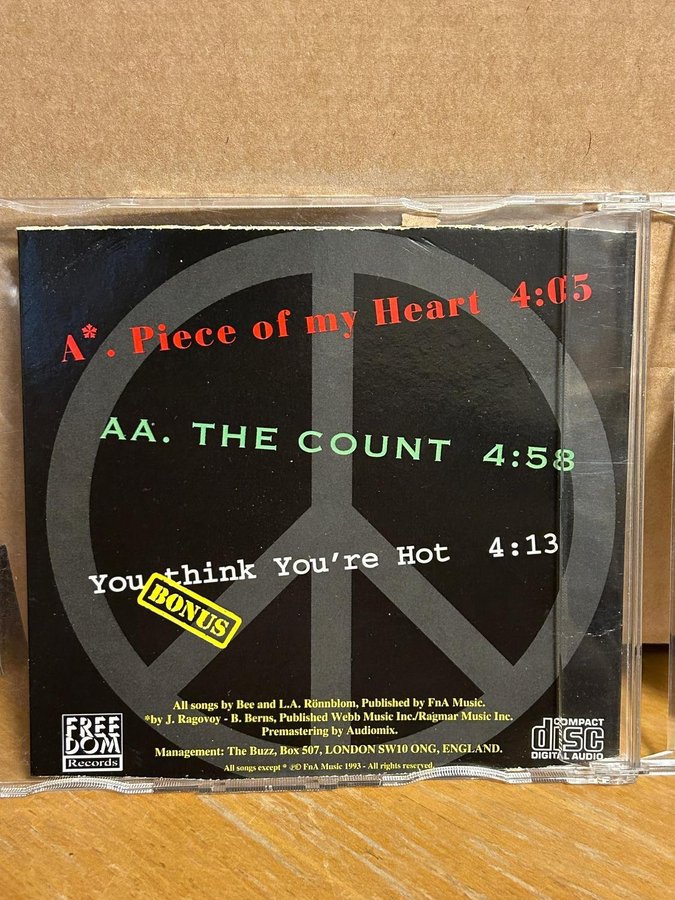 A*. Piece of my Heart 4:05
AA. THE COUNT 4:58
You think You're Hot 4:13
BONUS
All songs by Bee and L.A. Rönnblom, Published by FnA Music.
*by J. Ragovoy - B. Berns, Published Webb Music Inc./Ragmar Music Inc.
Premastering by Audiomix.
Management: The Buzz, Box 507, LONDON SW10 ONG, ENGLAND.
All songs except * ℗© FnA Music 1993 - All rights reserved
FREE
DOM
Records
COMPACT
disc
DIGITAL AUDIO